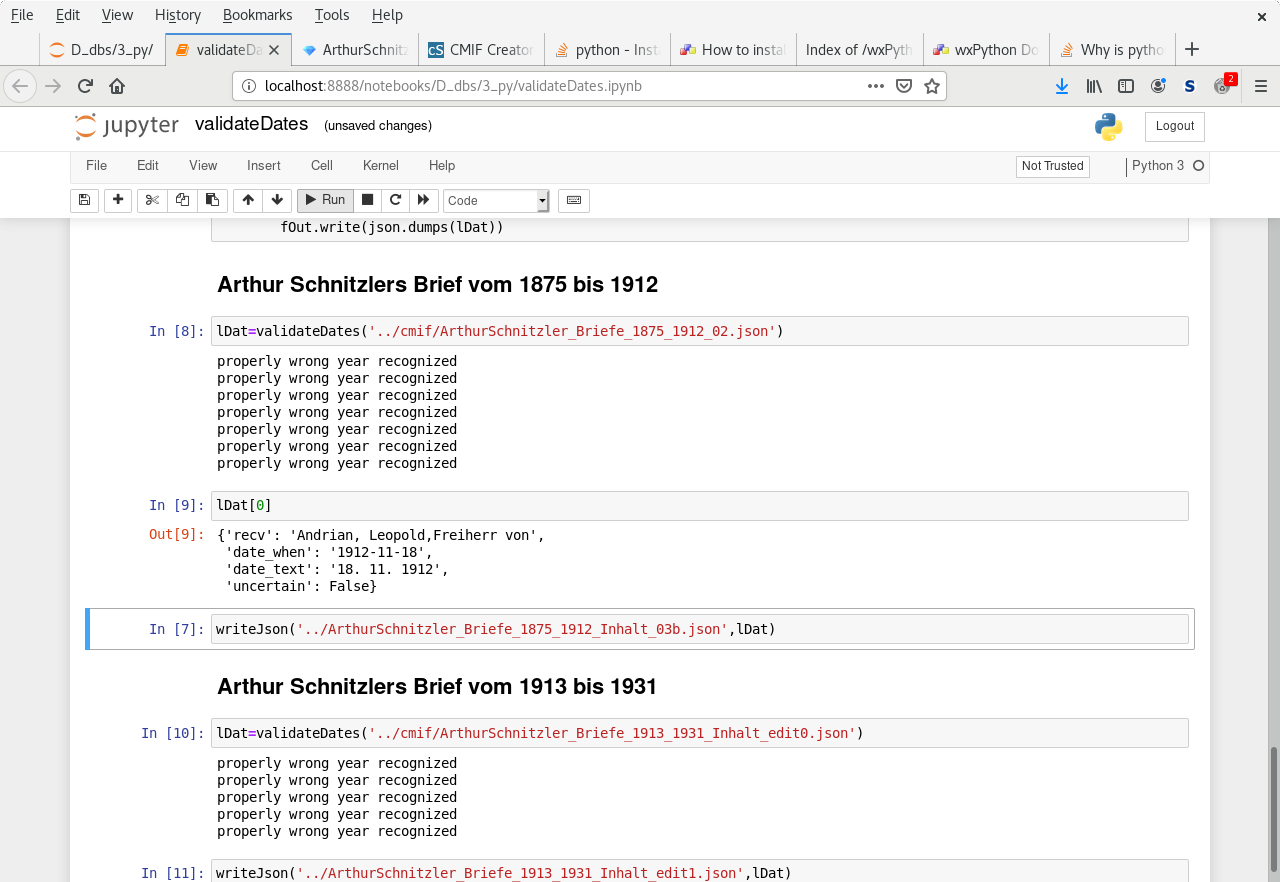 File Edit View History Bookmarks Tools Help
D_dbs/3_py/ validateDa ArthurSchnitz CMIF Creator python - Inst How to instal Index of /wxPyth wxPython Do Why is pytho
localhost:8888/notebooks/D_dbs/3_py/validateDates.ipynb
2
jupyter validateDates (unsaved changes) Logout
File Edit View Insert Cell Kernel Help Not Trusted Python 3
Run Code
fOut.write(json.dumps(lDat))
Arthur Schnitzlers Brief vom 1875 bis 1912
In [8]: lDat=validateDates('../cmif/ArthurSchnitzler_Briefe_1875_1912_02.json')
properly wrong year recognized
properly wrong year recognized
properly wrong year recognized
properly wrong year recognized
properly wrong year recognized
properly wrong year recognized
properly wrong year recognized
In [9]: lDat[0]
Out[9]: {'recv': 'Andrian, Leopold,Freiherr von',
'date_when': '1912-11-18',
'date_text': '18. 11. 1912',
'uncertain': False}
In [7]: writeJson('../ArthurSchnitzler_Briefe_1875_1912_Inhalt_03b.json',lDat)
Arthur Schnitzlers Brief vom 1913 bis 1931
In [10]: lDat=validateDates('../cmif/ArthurSchnitzler_Briefe_1913_1931_Inhalt_edit0.json')
properly wrong year recognized
properly wrong year recognized
properly wrong year recognized
properly wrong year recognized
properly wrong year recognized
In [11]: writeJson('../ArthurSchnitzler_Briefe_1913_1931_Inhalt_edit1.json',lDat)